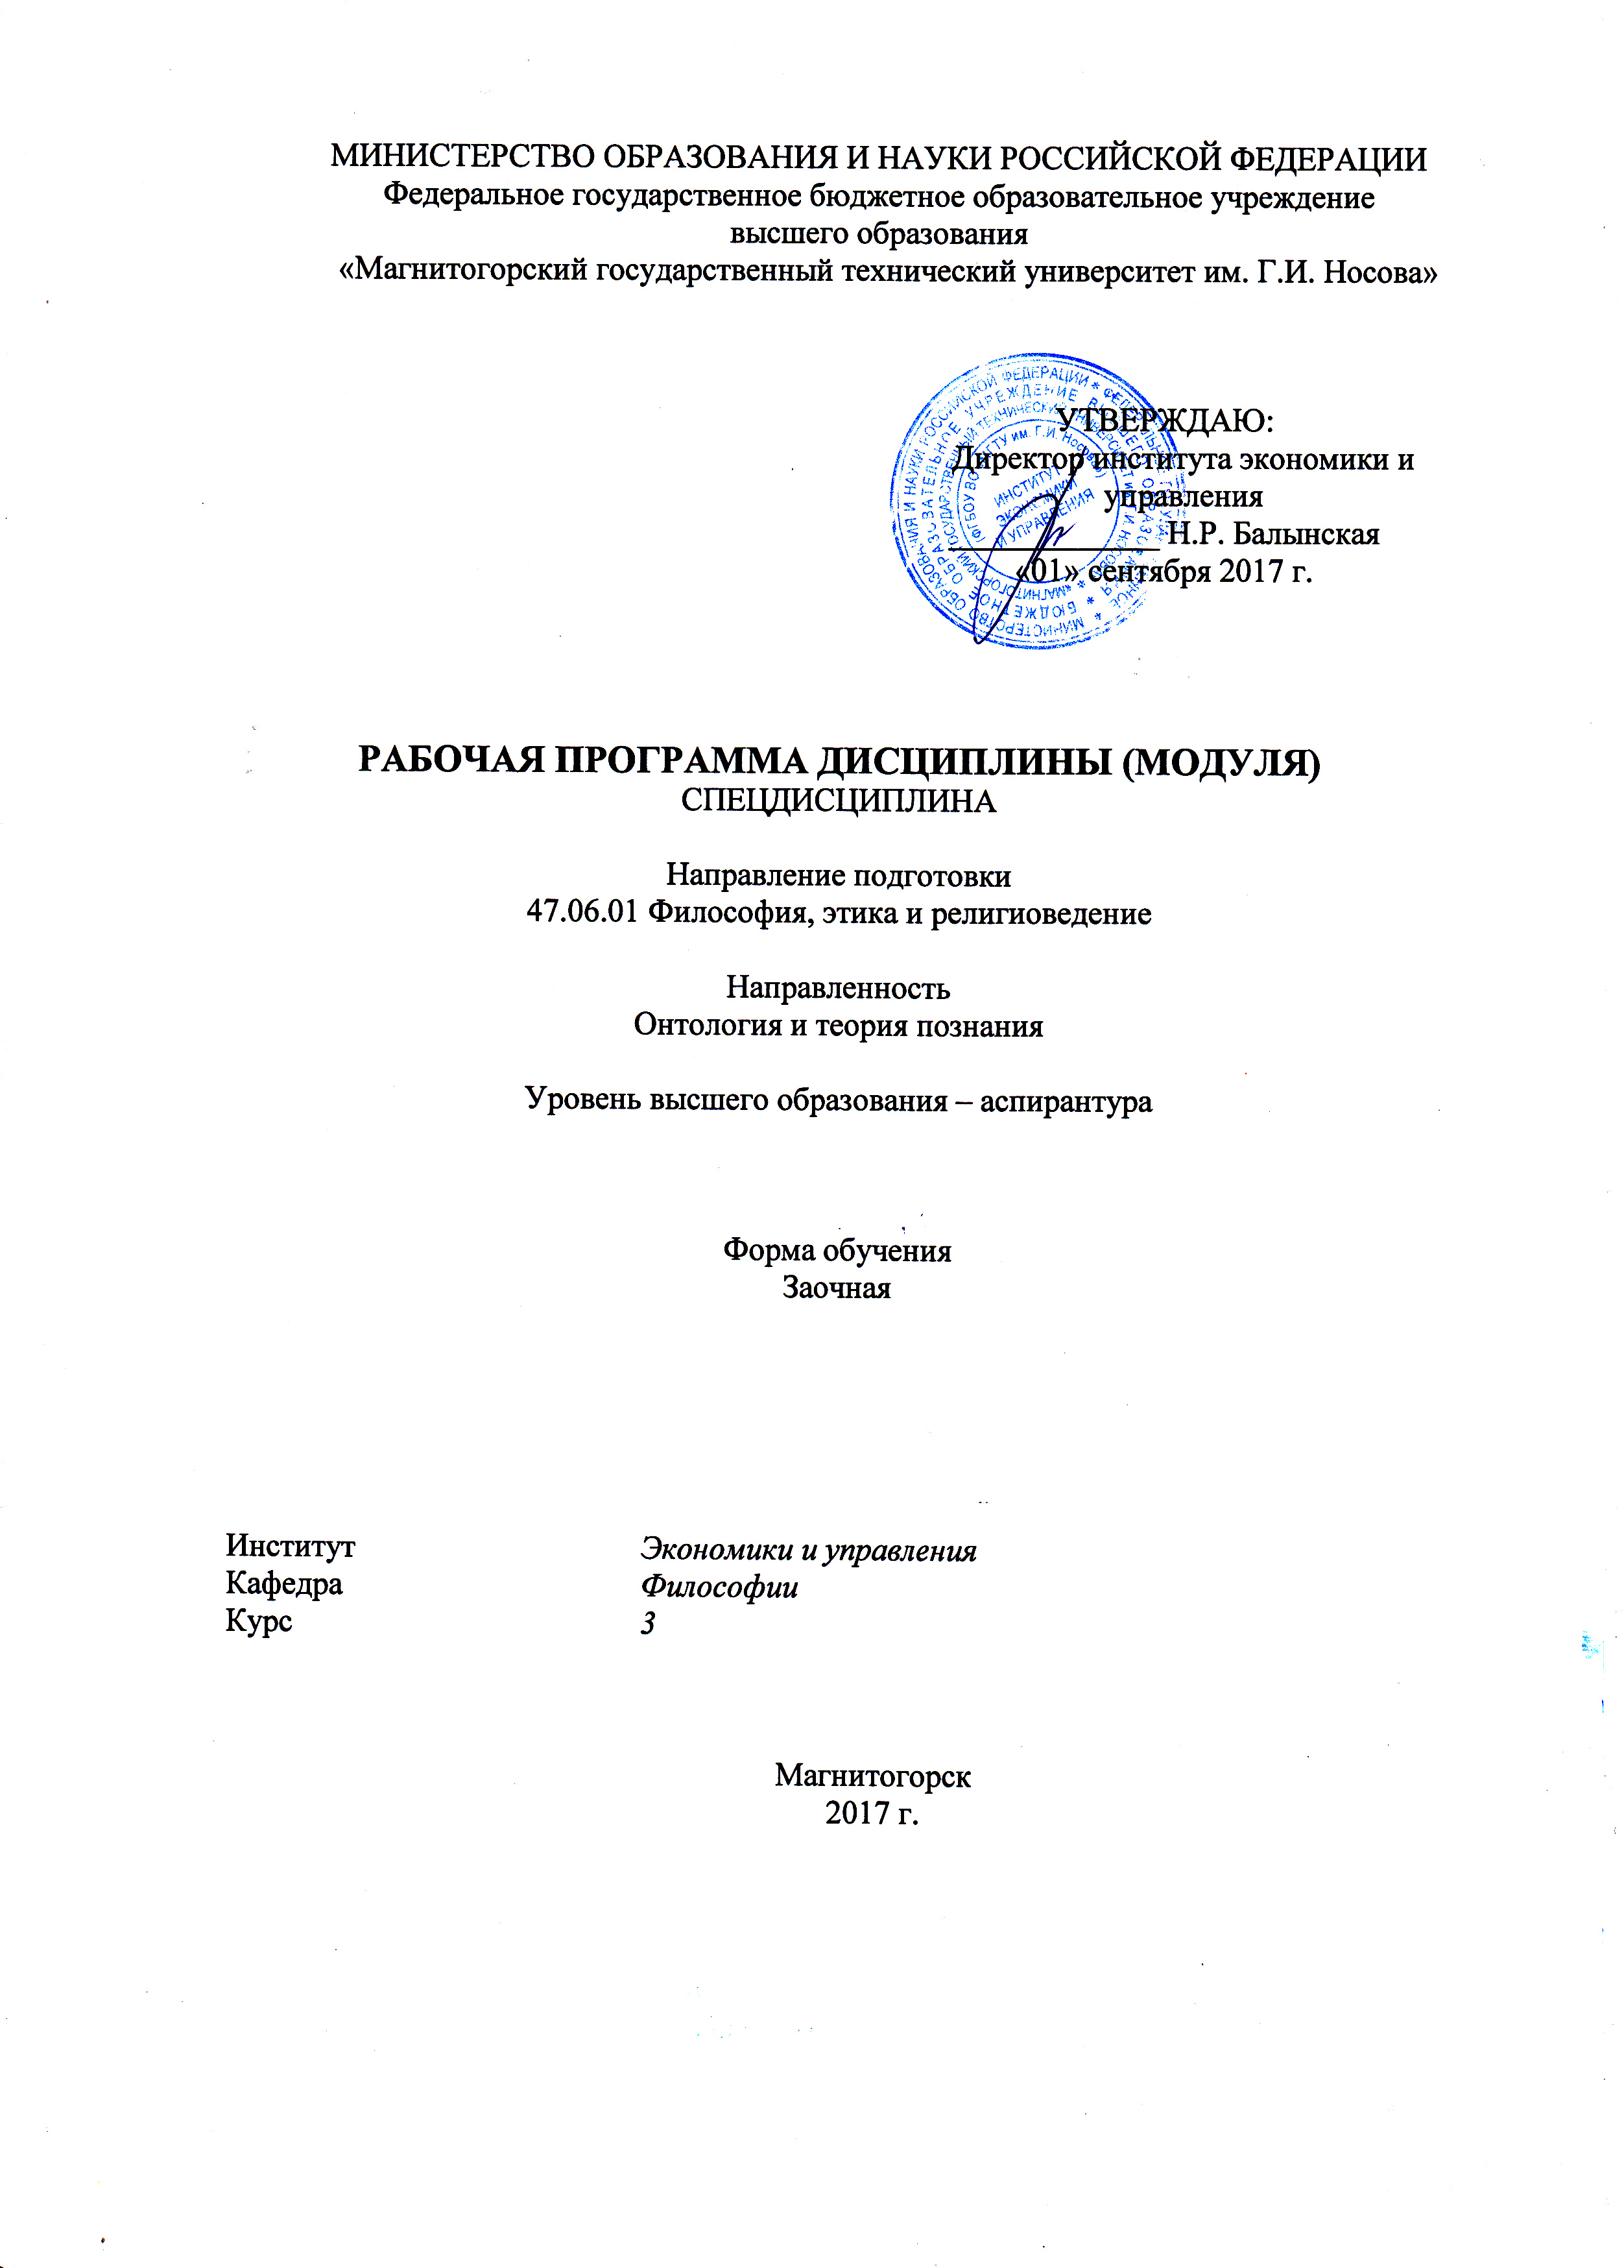 МИНИСТЕРСТВО ОБРАЗОВАНИЯ И НАУКИ РОССИЙСКОЙ ФЕДЕРАЦИИ
Федеральное государственное бюджетное образовательное учреждение
высшего образования
«Магнитогорский государственный технический университет им. Г.И. Носова»
УТВЕРЖДАЮ:
Директор института экономики и
управления
Н.Р. Балынская
«01» сентября 2017 г.
ИНСТИТУТ
ЭКОНОМИКИ
И УПРАВЛЕНИЯ
РАБОЧАЯ ПРОГРАММА ДИСЦИПЛИНЫ (МОДУЛЯ)
СПЕЦДИСЦИПЛИНА
Направление подготовки
47.06.01 Философия, этика и религиоведение
Направленность
Онтология и теория познания
Уровень высшего образования – аспирантура
Форма обучения
Заочная
Институт Экономики и управления
Кафедра Философии
Курс 3
Магнитогорск
2017 г.